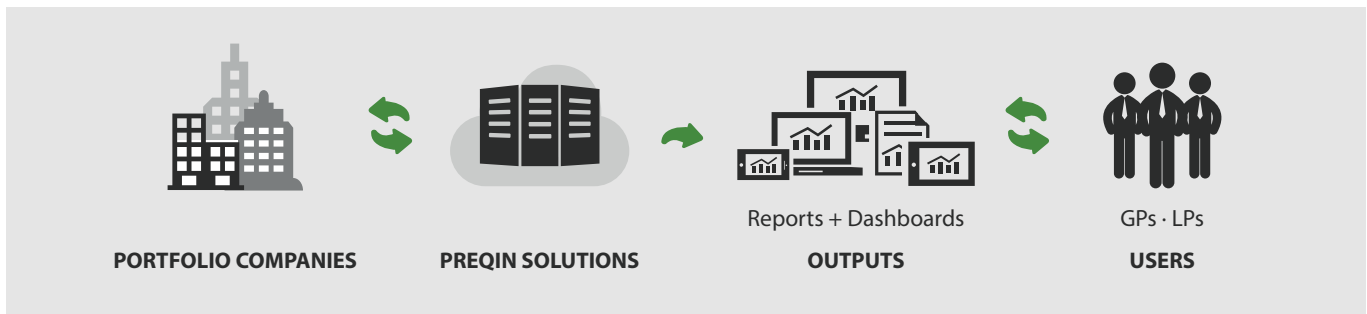 Reports + Dashboards
GPs · LPs
PORTFOLIO COMPANIES
PREQIN SOLUTIONS
OUTPUTS
USERS